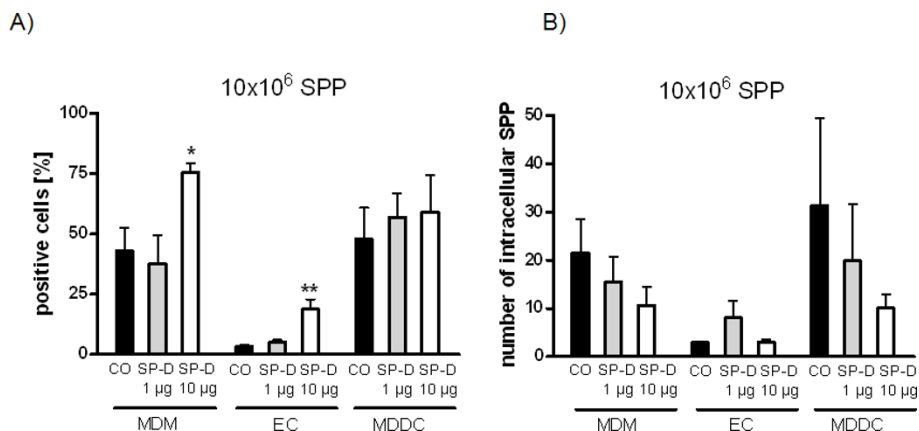 A)
10x10⁶ SPP
positive cells [%]
100
75
50
25
0
*
**
CO SP-D SP-D CO SP-D SP-D CO SP-D SP-D
1 µg 10 µg 1 µg 10 µg 1 µg 10 µg
MDM EC MDDC
B)
10x10⁶ SPP
number of intracellular SPP
50
40
30
20
10
0
CO SP-D SP-D CO SP-D SP-D CO SP-D SP-D
1 µg 10 µg 1 µg 10 µg 1 µg 10 µg
MDM EC MDDC